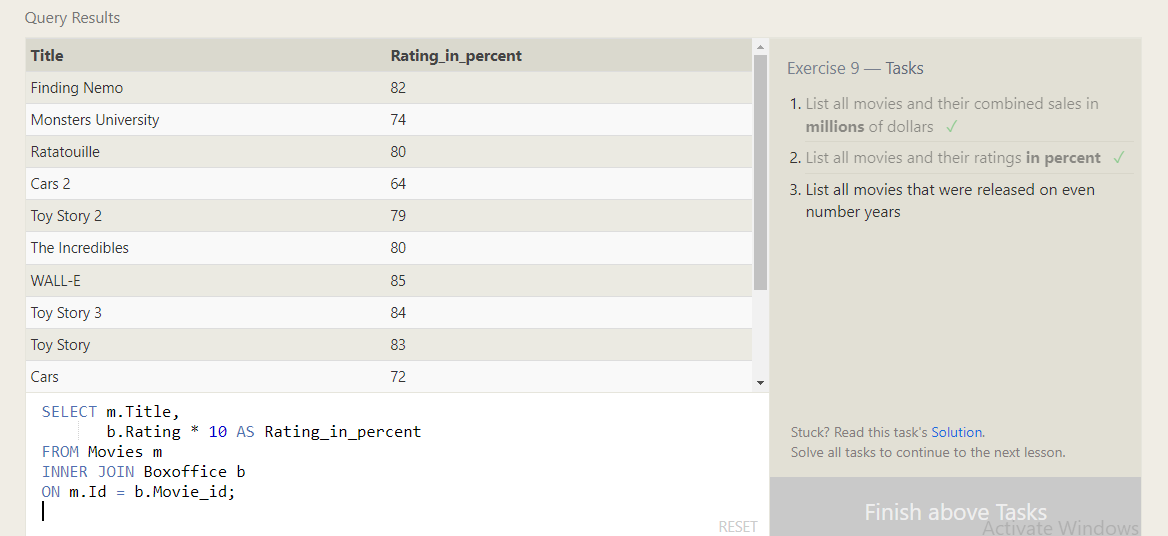 Query Results
Title Rating_in_percent
Finding Nemo 82
Monsters University 74
Ratatouille 80
Cars 2 64
Toy Story 2 79
The Incredibles 80
WALL-E 85
Toy Story 3 84
Toy Story 83
Cars 72
SELECT m.Title,
b.Rating * 10 AS Rating_in_percent
FROM Movies m
INNER JOIN Boxoffice b
ON m.Id = b.Movie_id;
RESET
Exercise 9 — Tasks
1. List all movies and their combined sales in
millions of dollars ✓
2. List all movies and their ratings in percent ✓
3. List all movies that were released on even
number years
Stuck? Read this task's Solution.
Solve all tasks to continue to the next lesson.
Finish above Tasks
Activate Windows